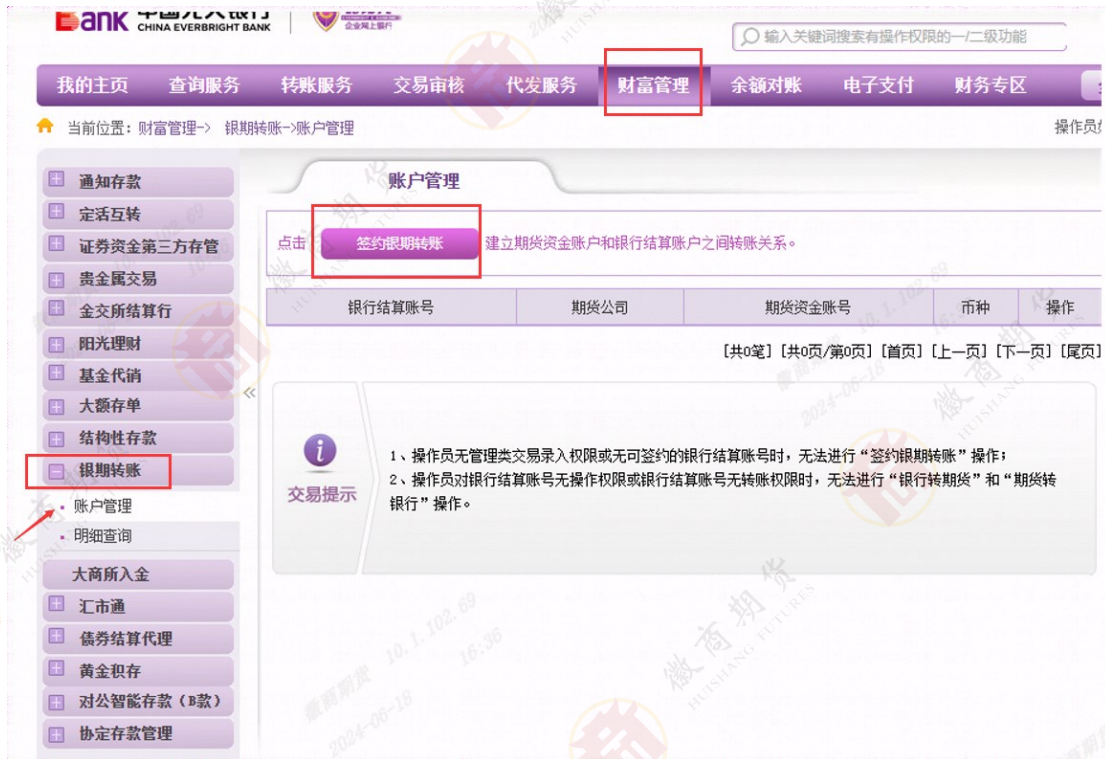 Bank
CHINA EVERBRIGHT BANK
企业网上银行
输入关键词搜索有操作权限的一/二级功能
我的主页 查询服务 转账服务 交易审核 代发服务 财富管理 余额对账 电子支付 财务专区
当前位置：财富管理-> 银期转账->账户管理
操作员
通知存款
定活互转
证券资金第三方存管
贵金属交易
金交所结算行
阳光理财
基金代销
大额存单
结构性存款
银期转账
账户管理
明细查询
大商所入金
汇市通
债券结算代理
黄金积存
对公智能存款（B款）
协定存款管理
账户管理
点击 签约银期转账 建立期货资金账户和银行结算账户之间转账关系。
银行结算账号 期货公司 期货资金账号 币种 操作
[共0笔] [共0页/第0页] [首页] [上一页] [下一页] [尾页]
交易提示
1、操作员无管理类交易录入权限或无可签约的银行结算账号时，无法进行“签约银期转账”操作；
2、操作员对银行结算账号无操作权限或银行结算账号无转账权限时，无法进行“银行转期货”和“期货转
银行”操作。
徽商期货
HUISHANG FUTURES
徽商期货 10.1.102.69
2024-06-18 16:36